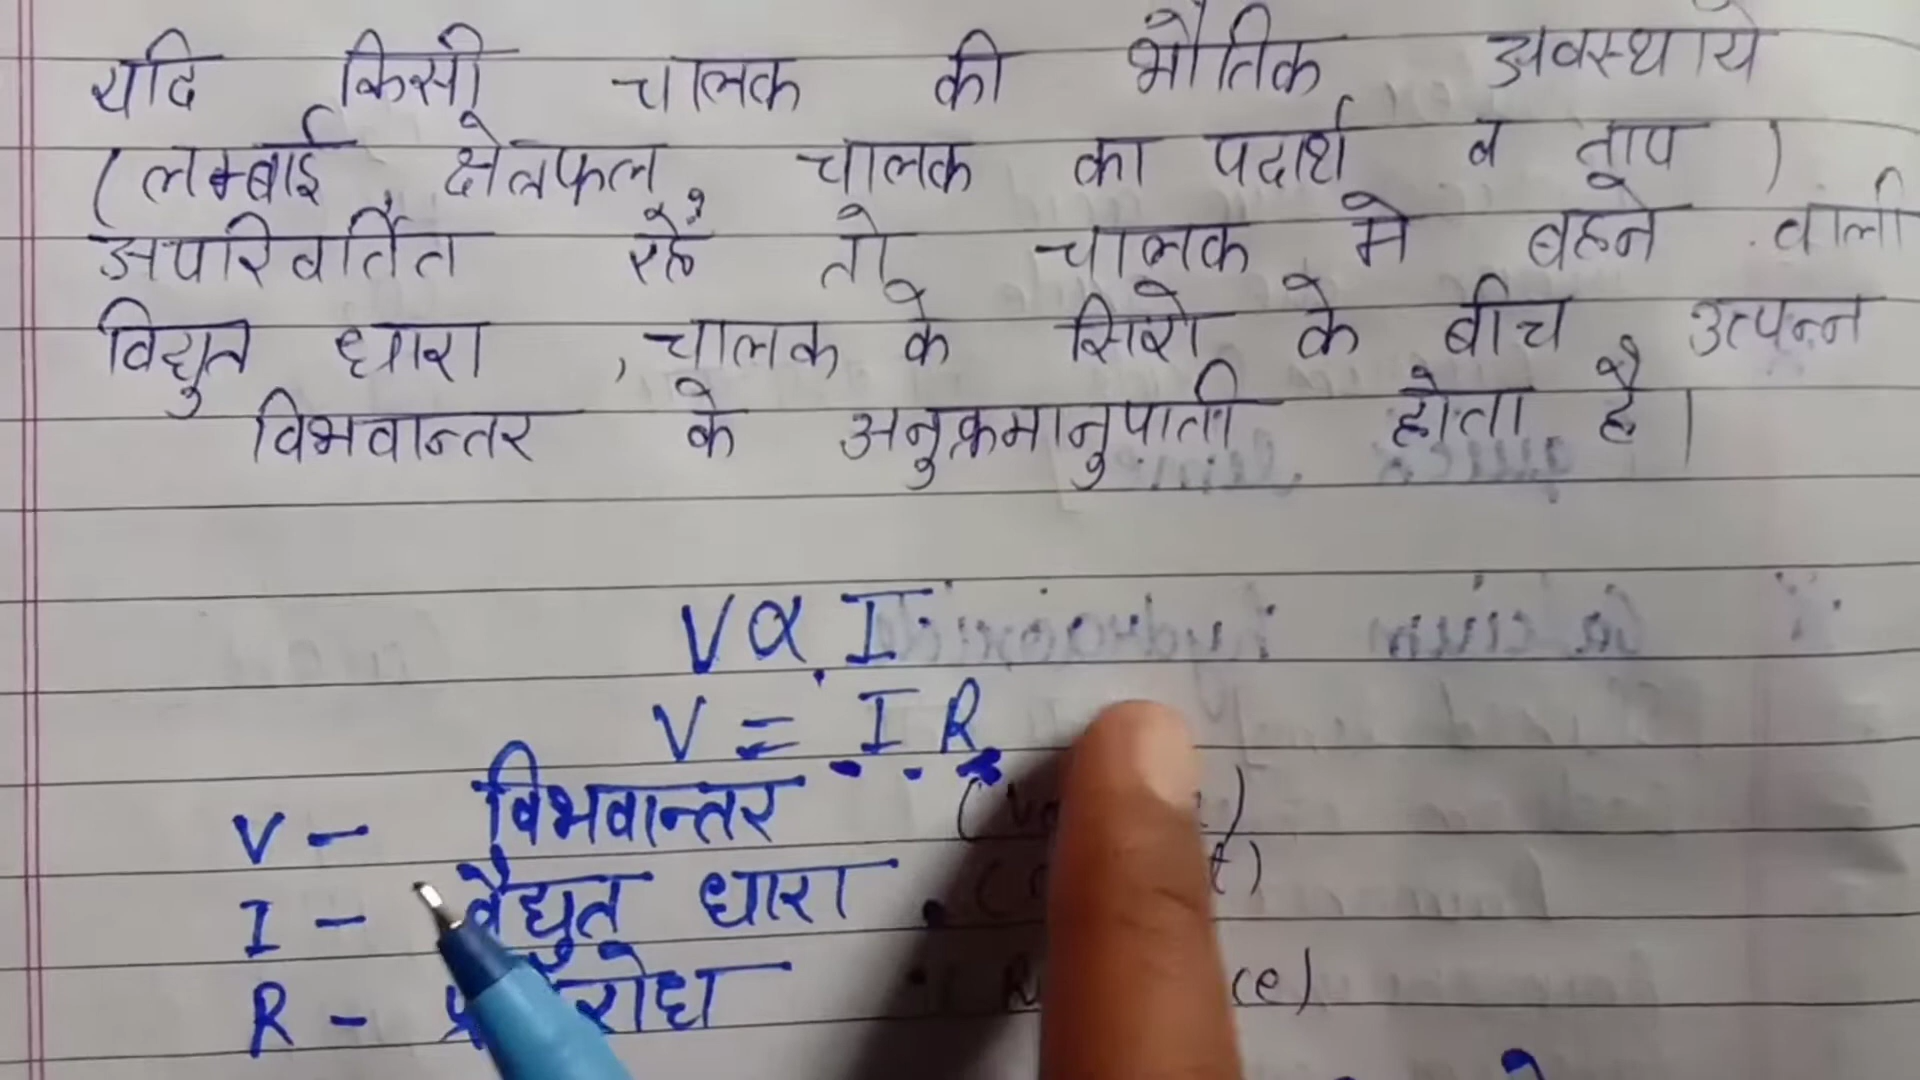 यदि किसी चालक की भौतिक अवस्थाये
(लम्बाई क्षेत्रफल, चालक का पदार्थ व ताप)
अपरिवर्तित रहें तो चालक मे बहने वाली
विद्युत धारा, चालक के सिरो के बीच उत्पन्न
विभवान्तर के अनुक्रमानुपाती होता है।
V ∝ I
V = I R
V - विभवान्तर
I - वैद्युत धारा
R -